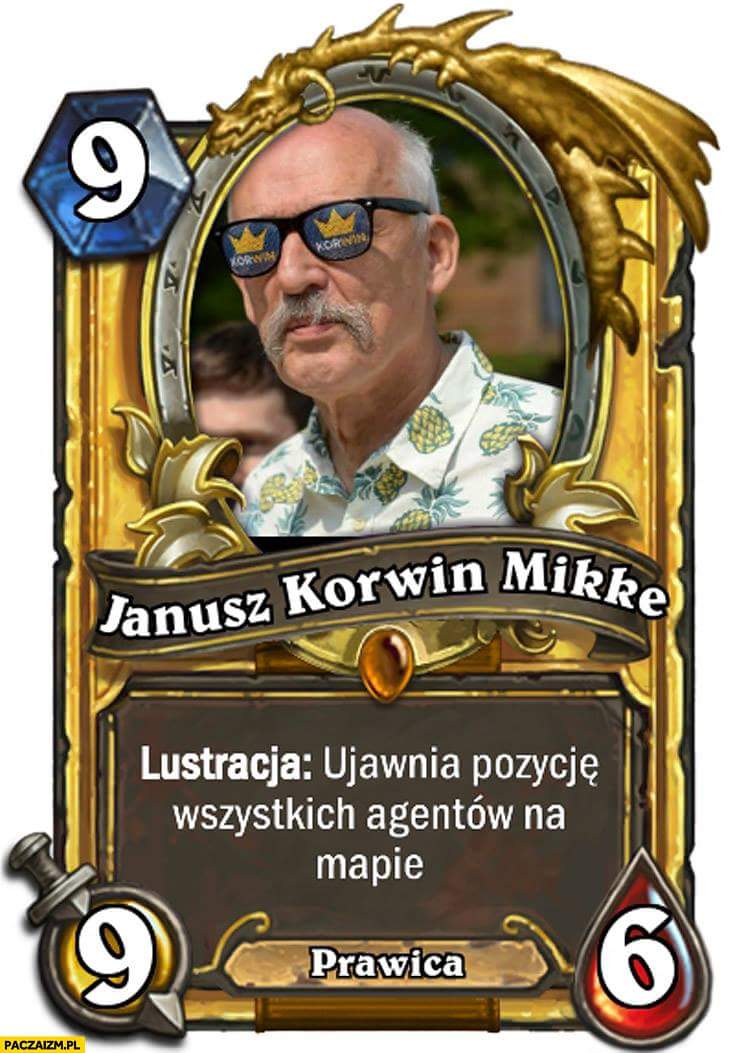 9
KORWIN
KORWIN
Janusz Korwin Mikke
Lustracja: Ujawnia pozycję
wszystkich agentów na
mapie
9
Prawica
6
PACZAIZM.PL